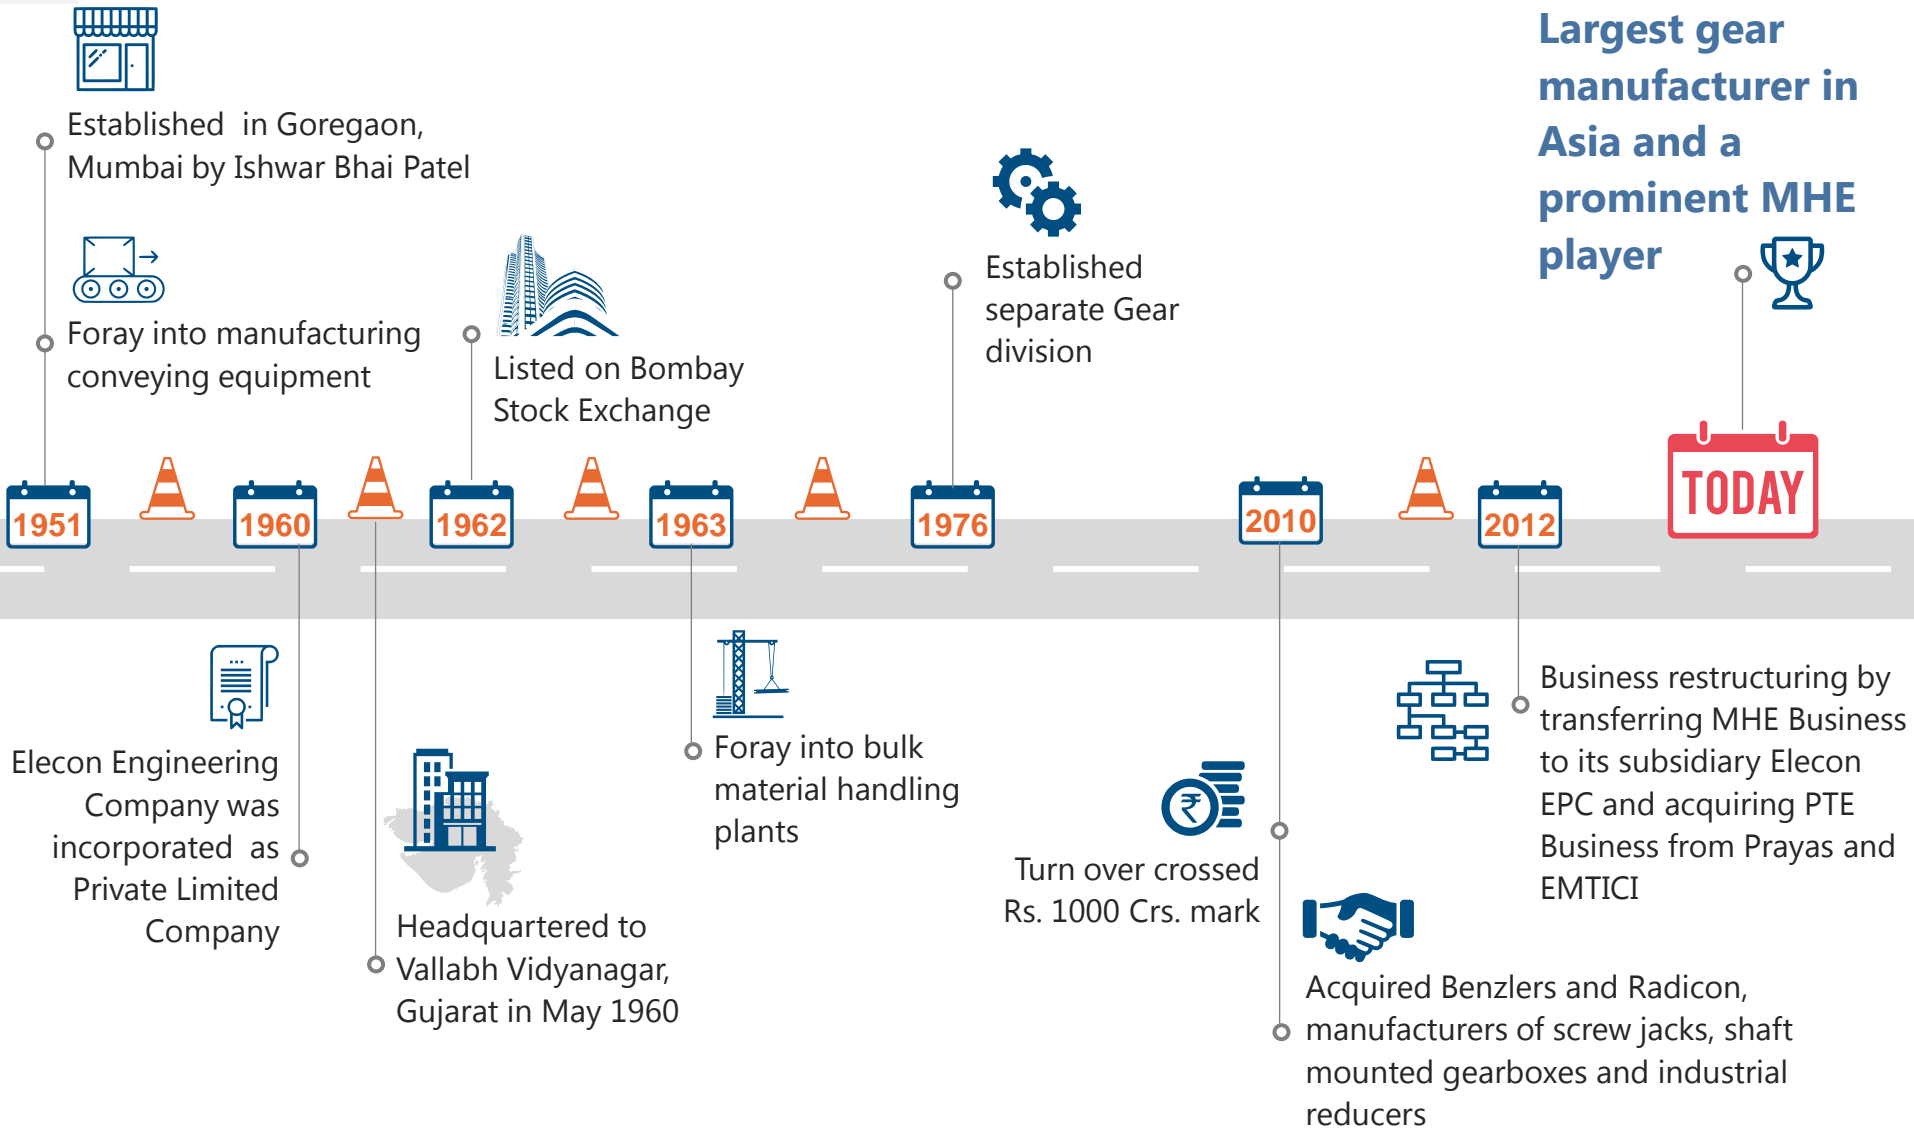 Established in Goregaon,
Mumbai by Ishwar Bhai Patel
Foray into manufacturing
conveying equipment
Listed on Bombay
Stock Exchange
Established
separate Gear
division
Largest gear
manufacturer in
Asia and a
prominent MHE
player
1951
1960
1962
1963
1976
2010
2012
TODAY
Elecon Engineering
Company was
incorporated as
Private Limited
Company
Headquartered to
Vallabh Vidyanagar,
Gujarat in May 1960
Foray into bulk
material handling
plants
Turn over crossed
Rs. 1000 Crs. mark
Acquired Benzlers and Radicon,
manufacturers of screw jacks, shaft
mounted gearboxes and industrial
reducers
Business restructuring by
transferring MHE Business
to its subsidiary Elecon
EPC and acquiring PTE
Business from Prayas and
EMTICI